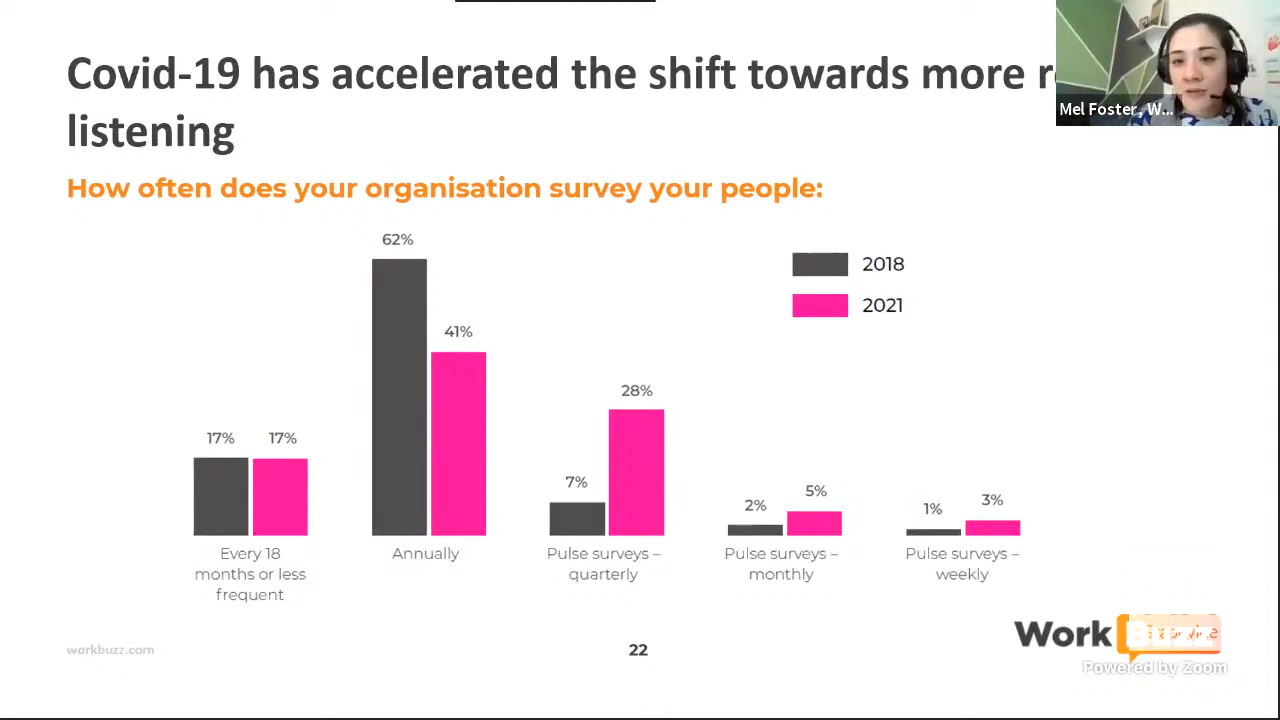 Covid-19 has accelerated the shift towards more
listening
Mel Foster, W...
How often does your organisation survey your people:
62%
2018
2021
41%
28%
17% 17%
7%
2% 5%
1% 3%
Every 18
months or less
frequent
Annually
Pulse surveys –
quarterly
Pulse surveys –
monthly
Pulse surveys –
weekly
workbuzz.com
22
Work Buzz
Powered by Zoom